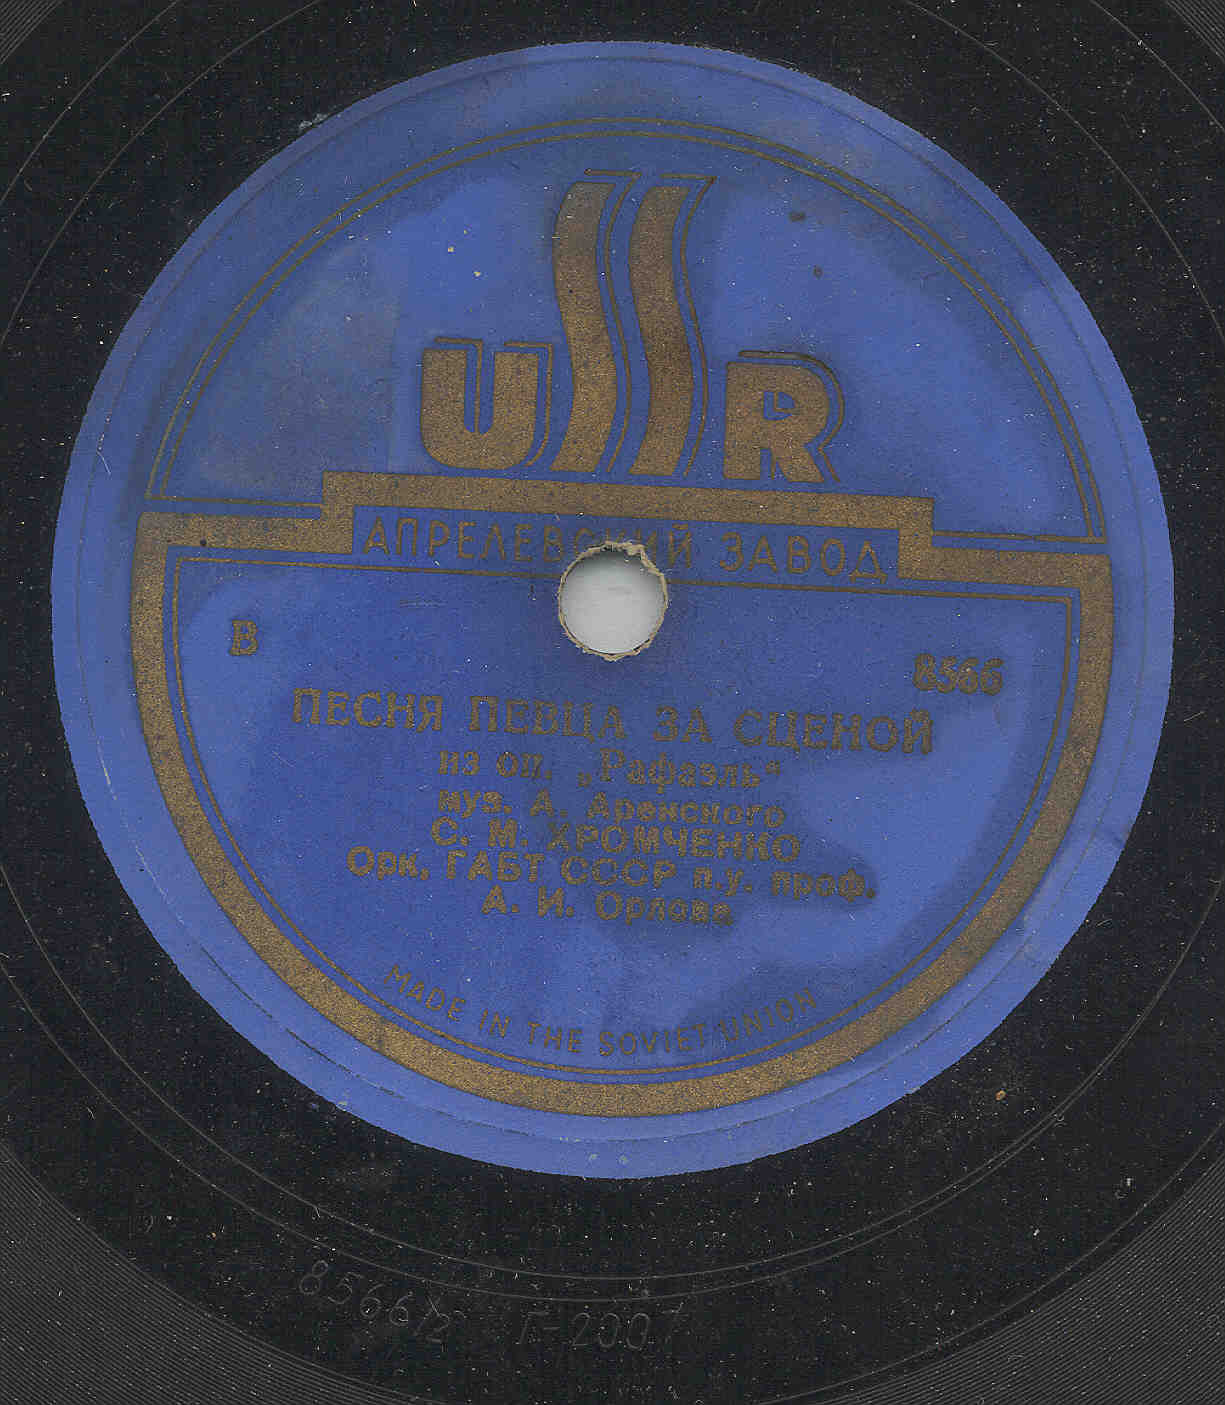 USSR
АПРЕЛЕВСКИЙ ЗАВОД
В
8566
ПЕСНЯ ПЕВЦА ЗА СЦЕНОЙ
из оп. „Рафаэль“
муз. А. Аренского
С. М. ХРОМЧЕНКО
Орк. ГАБТ СССР п.у. проф.
А. И. Орлова
MADE IN THE SOVIET UNION
8566/2 Г-2007